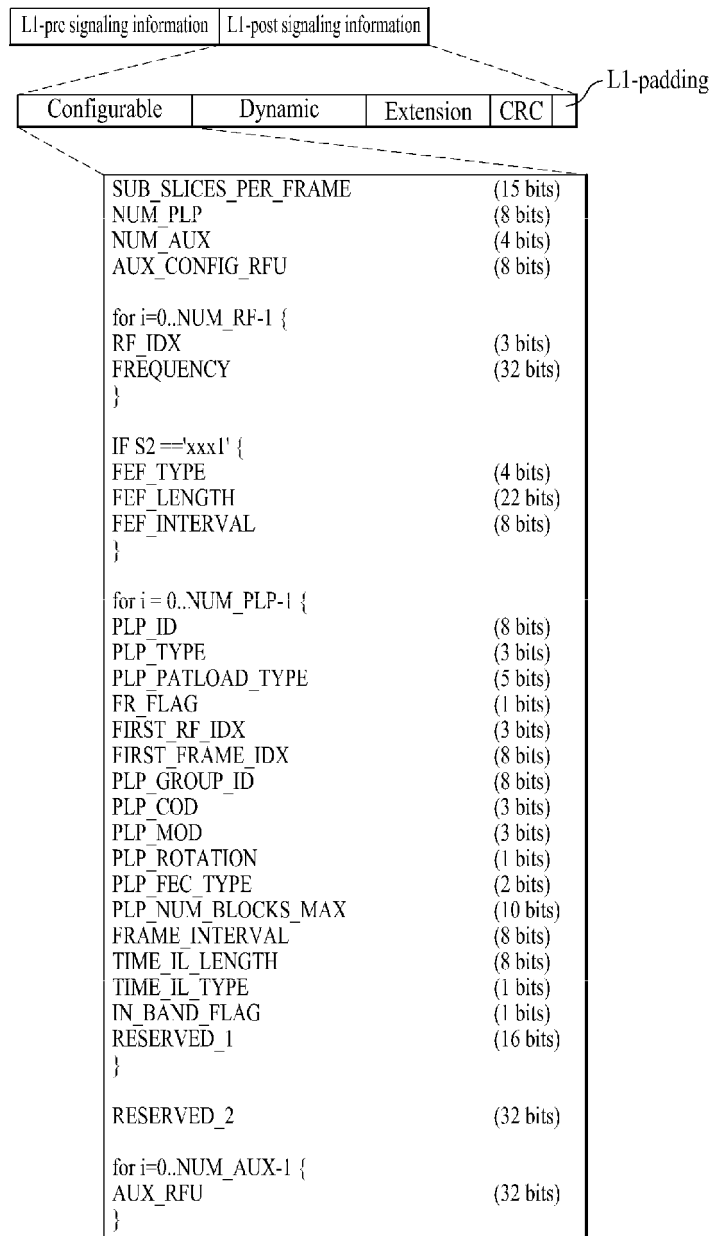 L1-pre signaling information L1-post signaling information
L1-padding
Configurable Dynamic Extension CRC
SUB_SLICES_PER_FRAME (15 bits)
NUM_PLP (8 bits)
NUM_AUX (4 bits)
AUX_CONFIG_RFU (8 bits)
for i=0..NUM_RF-1 {
RF_IDX (3 bits)
FREQUENCY (32 bits)
}
IF S2 =='xxx1' {
FEF_TYPE (4 bits)
FEF_LENGTH (22 bits)
FEF_INTERVAL (8 bits)
}
for i = 0..NUM_PLP-1 {
PLP_ID (8 bits)
PLP_TYPE (3 bits)
PLP_PATLOAD_TYPE (5 bits)
FR_FLAG (1 bits)
FIRST_RF_IDX (3 bits)
FIRST_FRAME_IDX (8 bits)
PLP_GROUP_ID (8 bits)
PLP_COD (3 bits)
PLP_MOD (3 bits)
PLP_ROTATION (1 bits)
PLP_FEC_TYPE (2 bits)
PLP_NUM_BLOCKS_MAX (10 bits)
FRAME_INTERVAL (8 bits)
TIME_IL_LENGTH (8 bits)
TIME_IL_TYPE (1 bits)
IN_BAND_FLAG (1 bits)
RESERVED_1 (16 bits)
}
RESERVED_2 (32 bits)
for i=0..NUM_AUX-1 {
AUX_RFU (32 bits)
}